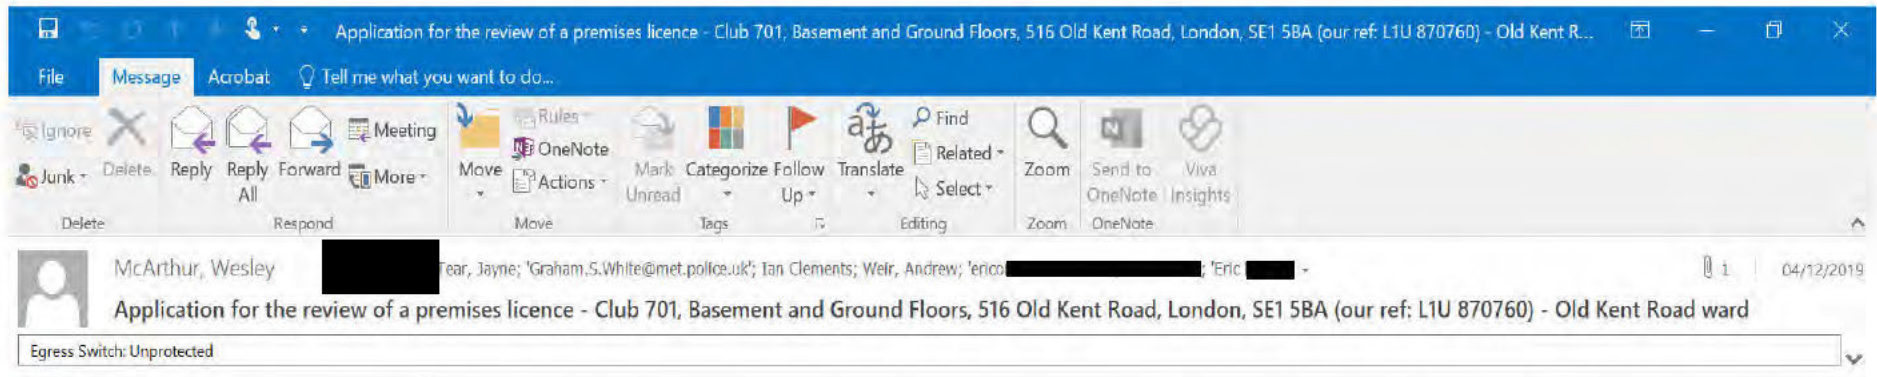 Application for the review of a premises licence - Club 701, Basement and Ground Floors, 516 Old Kent Road, London, SE1 5BA (our ref: L1U 870760) - Old Kent R...
File Message Acrobat Tell me what you want to do...
Ignore
Junk
Delete
Reply
Reply All
Forward
Meeting
More
Move
Rules
OneNote
Actions
Mark Unread
Categorize
Follow Up
Translate
Find
Related
Select
Zoom
Send to OneNote
Viva Insights
Delete Respond Move Tags Editing Zoom OneNote
McArthur, Wesley Tear, Jayne; 'Graham.S.White@met.police.uk'; Ian Clements; Weir, Andrew; 'erico ; 'Eric 1 04/12/2019
Application for the review of a premises licence - Club 701, Basement and Ground Floors, 516 Old Kent Road, London, SE1 5BA (our ref: L1U 870760) - Old Kent Road ward
Egress Switch: Unprotected